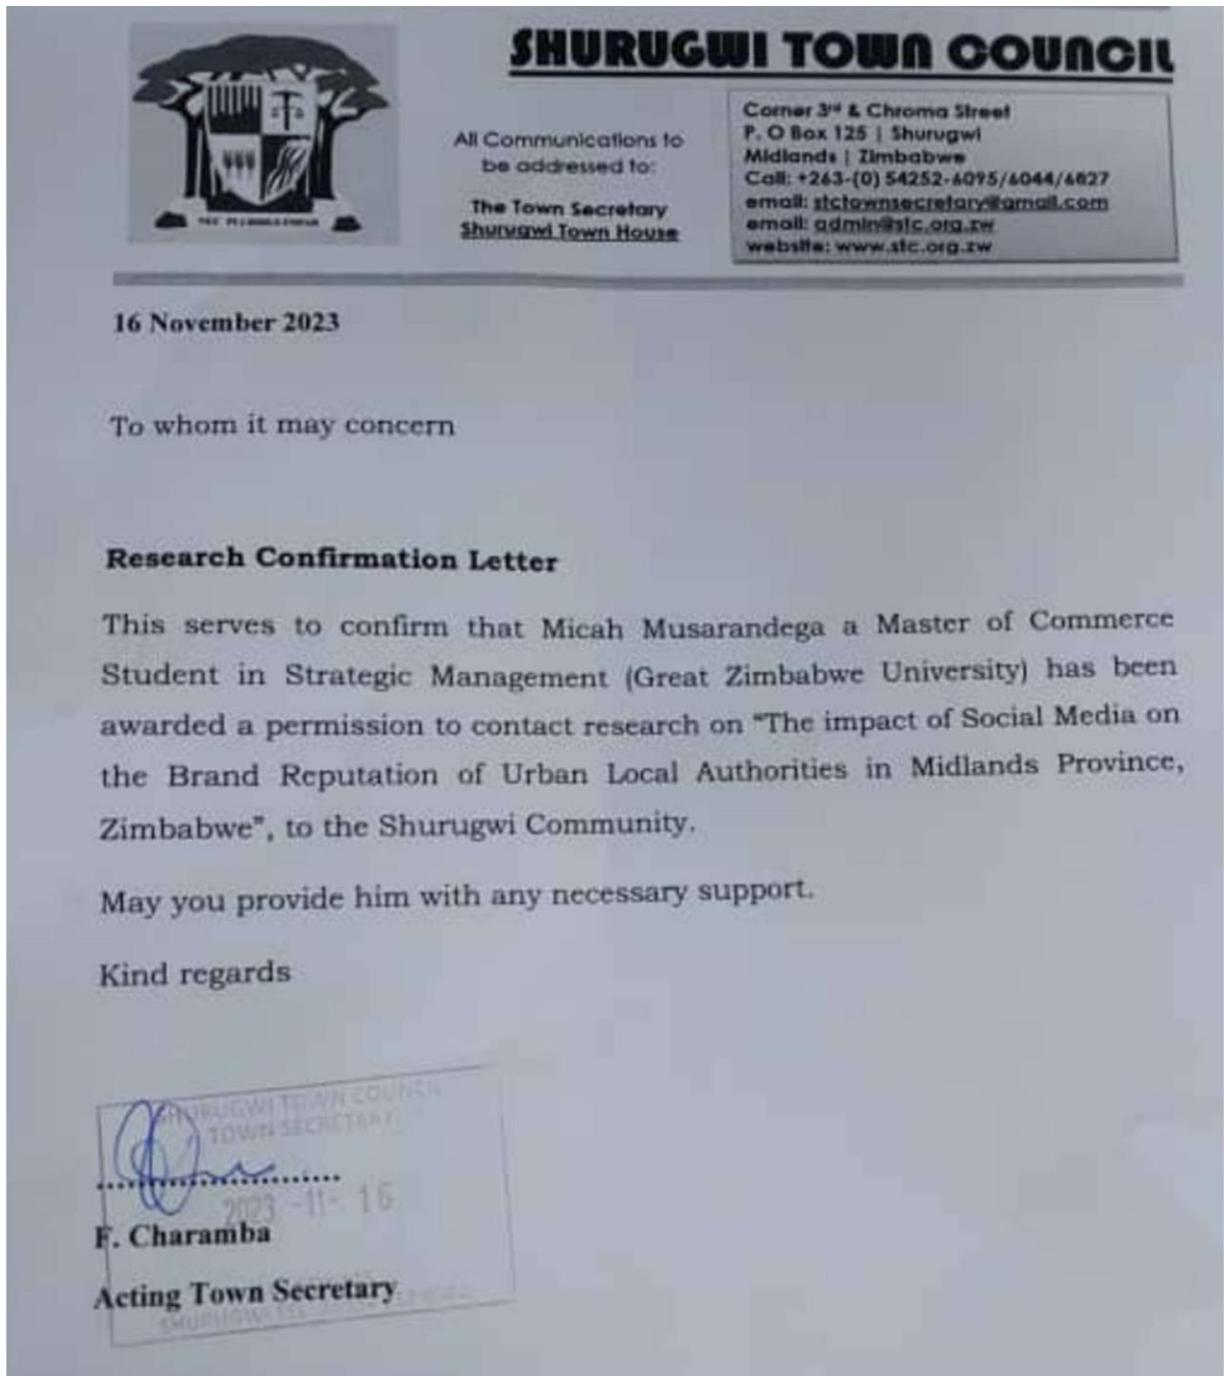 SHURUGWI TOWN COUNCIL
All Communications to
be addressed to:
The Town Secretary
Shurugwi Town House
Corner 3rd & Chroma Street
P. O Box 125 | Shurugwi
Midlands | Zimbabwe
Call: +263-(0) 54252-6095/6044/6827
email: stctownsecretary@gmail.com
email: admin@stc.org.zw
website: www.stc.org.zw
16 November 2023
To whom it may concern
Research Confirmation Letter
This serves to confirm that Micah Musarandega a Master of Commerce
Student in Strategic Management (Great Zimbabwe University) has been
awarded a permission to contact research on "The impact of Social Media on
the Brand Reputation of Urban Local Authorities in Midlands Province,
Zimbabwe", to the Shurugwi Community.
May you provide him with any necessary support.
Kind regards
SHURUGWI TOWN COUNCIL
TOWN SECRETARY
2023 -11- 16
F. Charamba
Acting Town Secretary
SHURUGWI